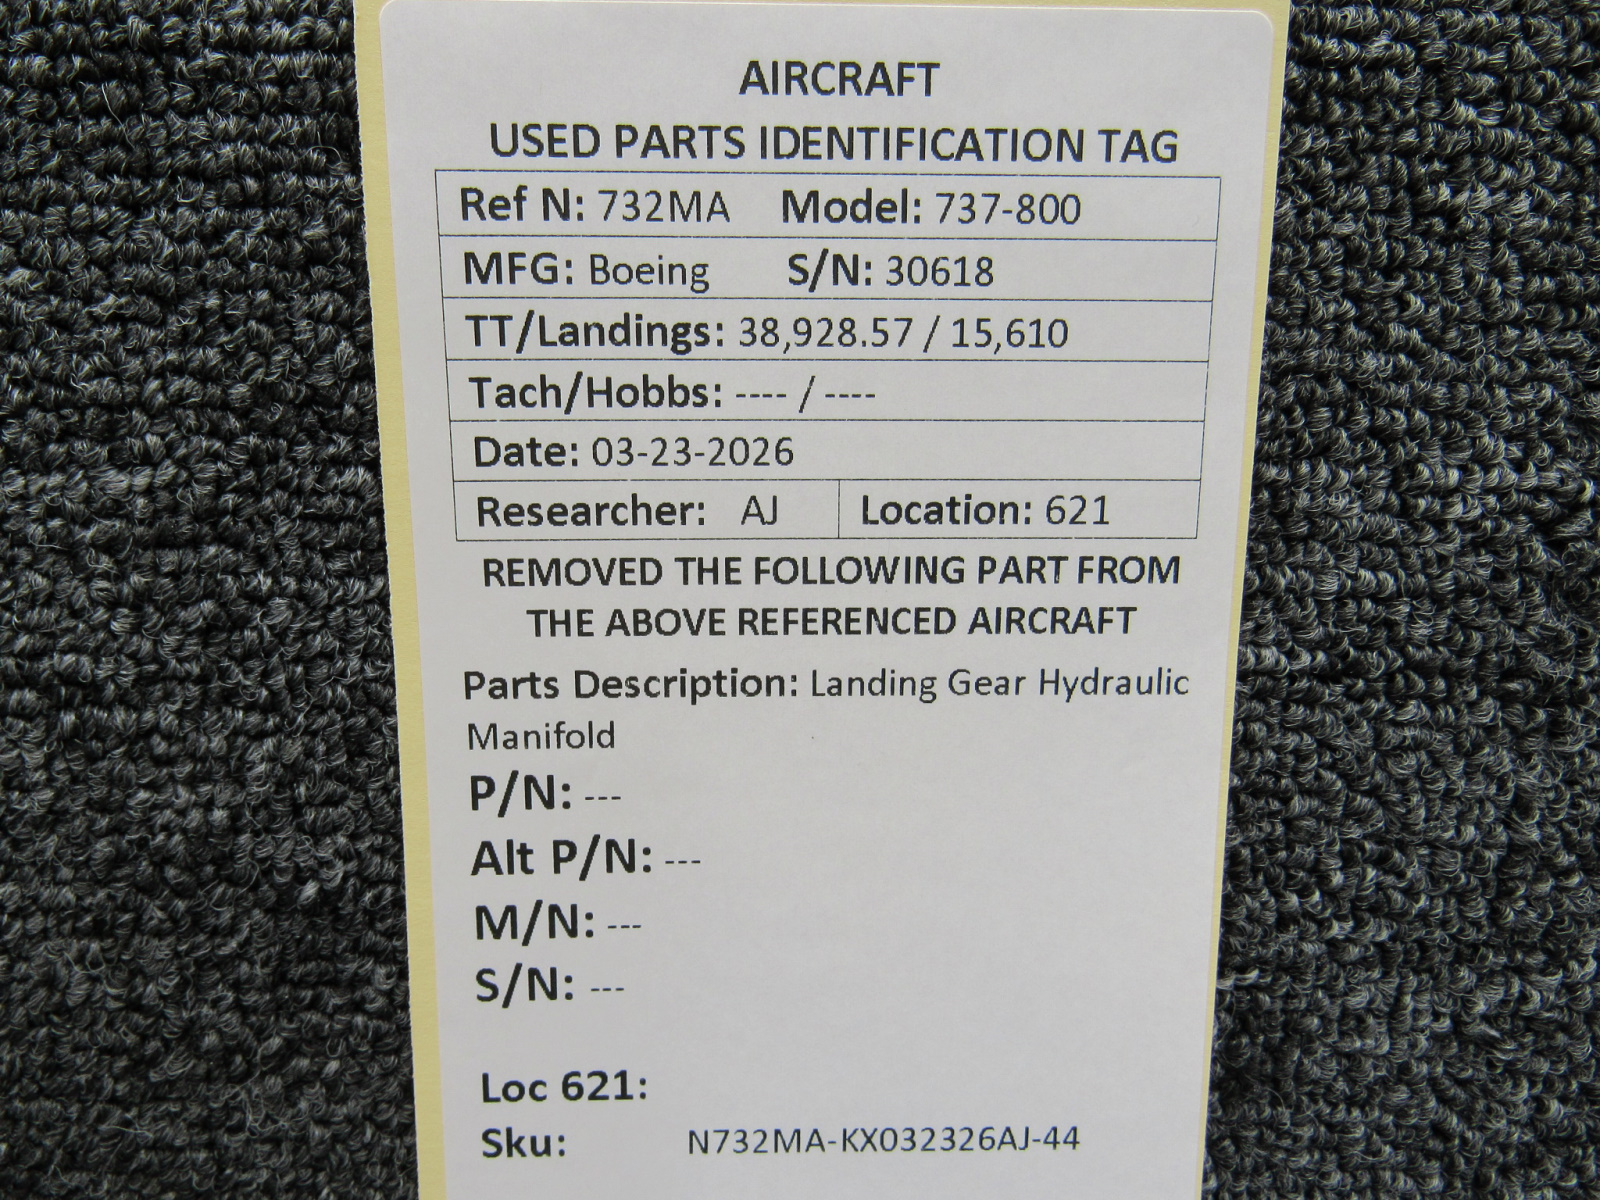 AIRCRAFT
USED PARTS IDENTIFICATION TAG
Ref N: 732MA Model: 737-800
MFG: Boeing S/N: 30618
TT/Landings: 38,928.57 / 15,610
Tach/Hobbs: ---- / ----
Date: 03-23-2026
Researcher: AJ Location: 621
REMOVED THE FOLLOWING PART FROM
THE ABOVE REFERENCED AIRCRAFT
Parts Description: Landing Gear Hydraulic
Manifold
P/N: ---
Alt P/N: ---
M/N: ---
S/N: ---
Loc 621:
Sku: N732MA-KX032326AJ-44